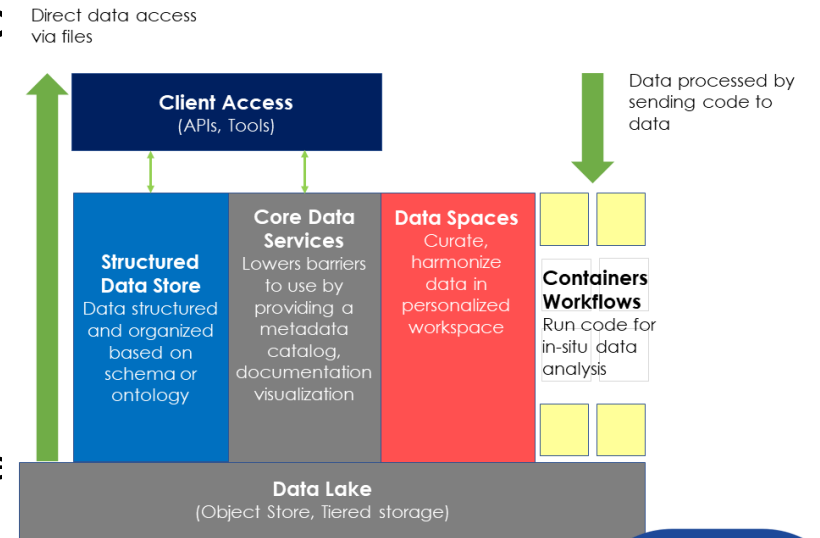 Direct data access
via files
Client Access
(APIs, Tools)
Data processed by
sending code to
data
Structured
Data Store
Data structured
and organized
based on
schema or
ontology
Core Data
Services
Lowers barriers
to use by
providing a
metadata
catalog,
documentation
visualization
Data Spaces
Curate,
harmonize
data in
personalized
workspace
Containers
Workflows
Run code for
in-situ data
analysis
Data Lake
(Object Store, Tiered storage)